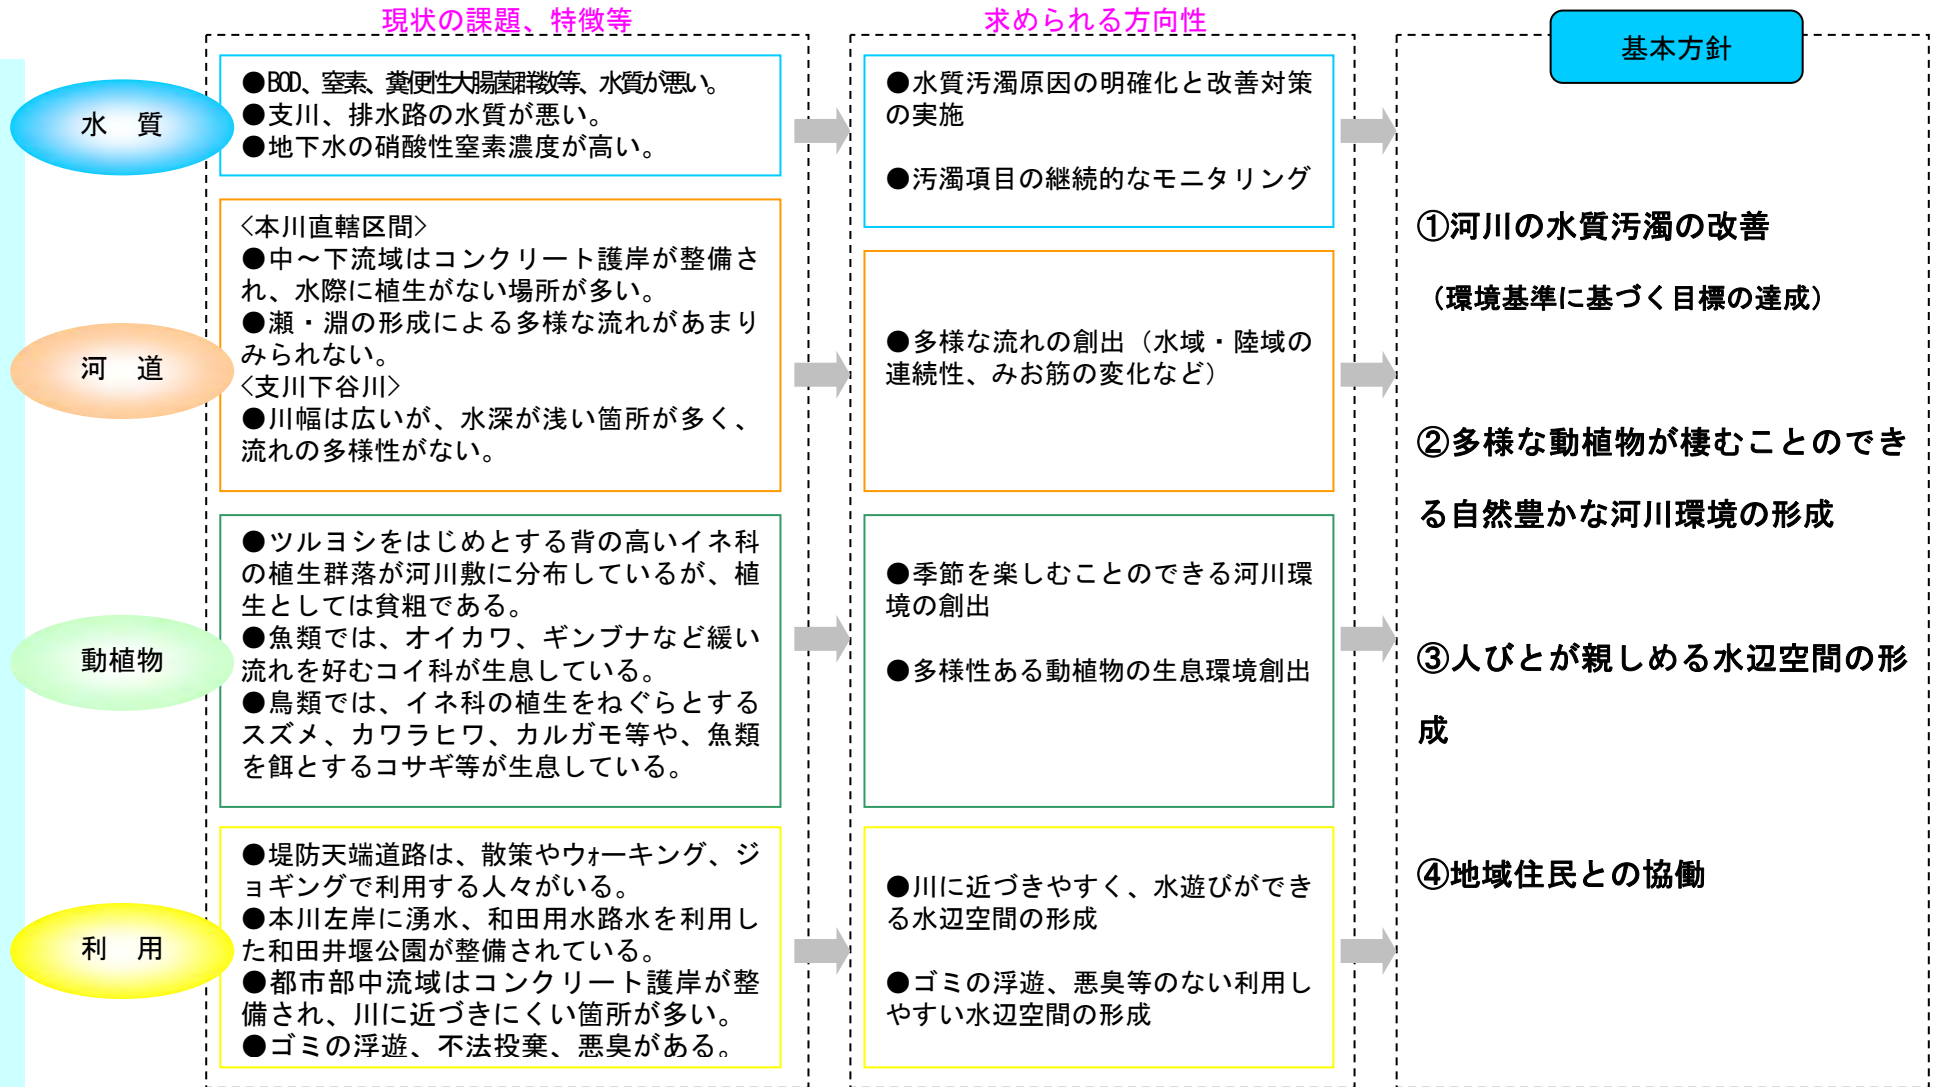 現状の課題、特徴等
求められる方向性
基本方針
水 質
●BOD、窒素、糞便性大腸菌群数等、水質が悪い。
●支川、排水路の水質が悪い。
●地下水の硝酸性窒素濃度が高い。
●水質汚濁原因の明確化と改善対策
の実施
●汚濁項目の継続的なモニタリング
河 道
〈本川直轄区間〉
●中～下流域はコンクリート護岸が整備さ
れ、水際に植生がない場所が多い。
●瀬・淵の形成による多様な流れがあまり
みられない。
〈支川下谷川〉
●川幅は広いが、水深が浅い箇所が多く、
流れの多様性がない。
●多様な流れの創出（水域・陸域の
連続性、みお筋の変化など）
動植物
●ツルヨシをはじめとする背の高いイネ科
の植生群落が河川敷に分布しているが、植
生としては貧粗である。
●魚類では、オイカワ、ギンブナなど緩い
流れを好むコイ科が生息している。
●鳥類では、イネ科の植生をねぐらとする
スズメ、カワラヒワ、カルガモ等や、魚類
を餌とするコサギ等が生息している。
●季節を楽しむことのできる河川環
境の創出
●多様性ある動植物の生息環境創出
利 用
●堤防天端道路は、散策やウォーキング、ジ
ョギングで利用する人々がいる。
●本川左岸に湧水、和田用水路水を利用し
た和田井堰公園が整備されている。
●都市部中流域はコンクリート護岸が整
備され、川に近づきにくい箇所が多い。
●ゴミの浮遊、不法投棄、悪臭がある。
●川に近づきやすく、水遊びができ
る水辺空間の形成
●ゴミの浮遊、悪臭等のない利用し
やすい水辺空間の形成
①河川の水質汚濁の改善
（環境基準に基づく目標の達成）
②多様な動植物が棲むことのでき
る自然豊かな河川環境の形成
③人びとが親しめる水辺空間の形
成
④地域住民との協働